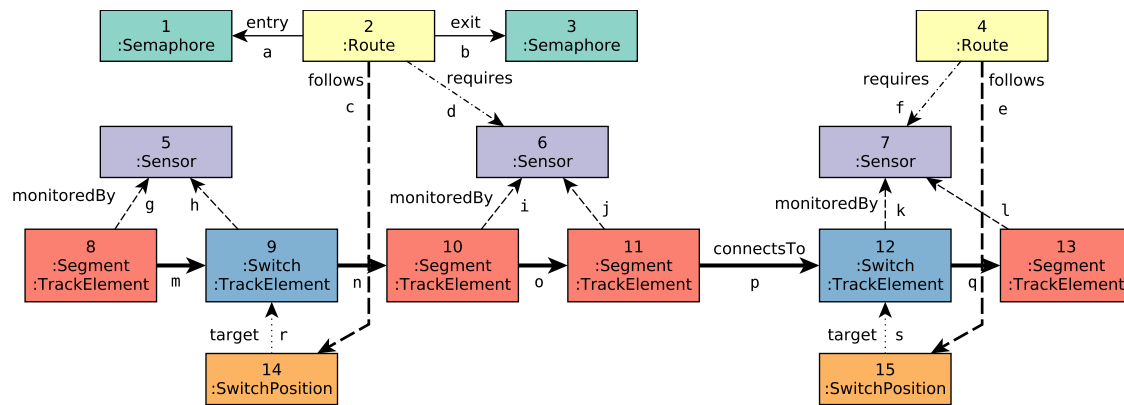 1
:Semaphore
entry
a
2
:Route
exit
b
3
:Semaphore
4
:Route
follows
c
requires
d
requires
f
follows
e
5
:Sensor
6
:Sensor
7
:Sensor
monitoredBy
g
h
monitoredBy
i
j
monitoredBy
k
l
8
:Segment
:TrackElement
m
9
:Switch
:TrackElement
n
10
:Segment
:TrackElement
o
11
:Segment
:TrackElement
connectsTo
p
12
:Switch
:TrackElement
q
13
:Segment
:TrackElement
target
r
target
s
14
:SwitchPosition
15
:SwitchPosition